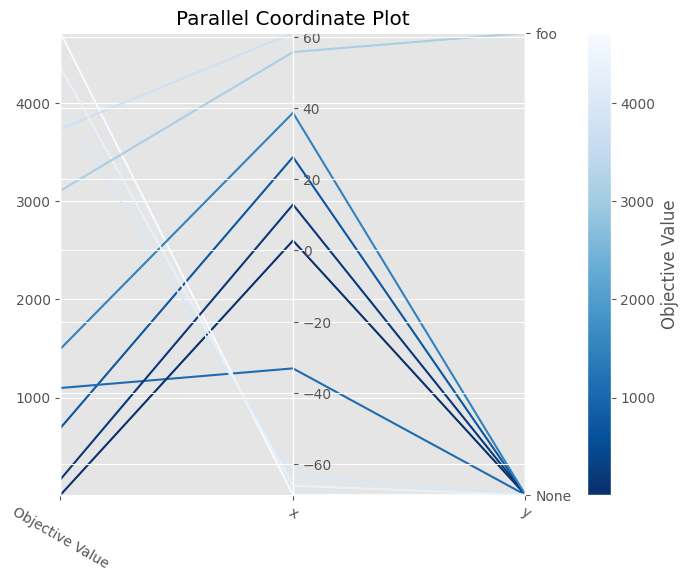 Parallel Coordinate Plot
4000
3000
2000
1000
60
40
20
0
−20
−40
−60
foo
None
4000
3000
2000
1000
Objective Value
Objective Value
x
y